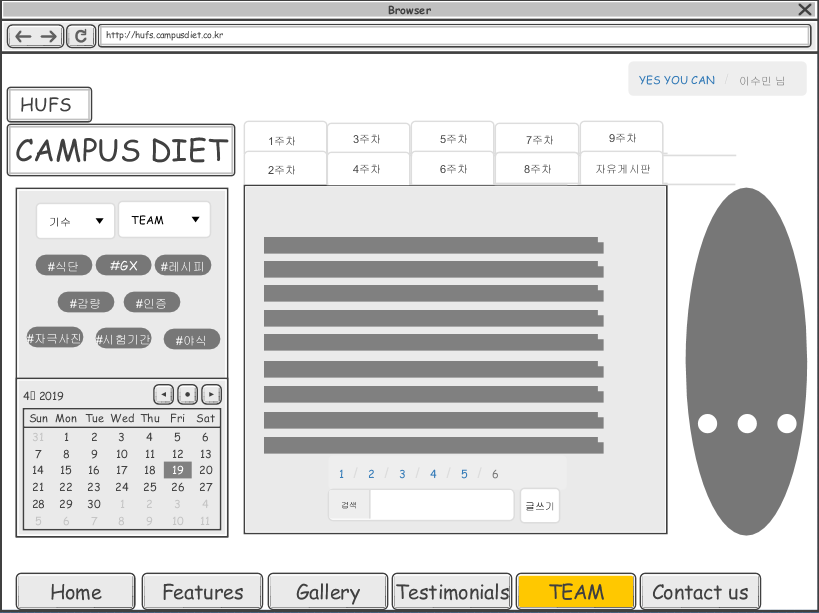 Browser
http://hufs.campusdiet.co.kr
YES YOU CAN / 이수민 님
HUFS
CAMPUS DIET
1주차 3주차 5주차 7주차 9주차
2주차 4주차 6주차 8주차 자유게시판
기수 TEAM
#식단 #GX #레시피
#감량 #인증
#자극사진 #시험기간 #야식
4월 2019
Sun Mon Tue Wed Thu Fri Sat
31 1 2 3 4 5 6
7 8 9 10 11 12 13
14 15 16 17 18 19 20
21 22 23 24 25 26 27
28 29 30 1 2 3 4
5 6 7 8 9 10 11
1 / 2 / 3 / 4 / 5 / 6
검색 글쓰기
Home Features Gallery Testimonials TEAM Contact us